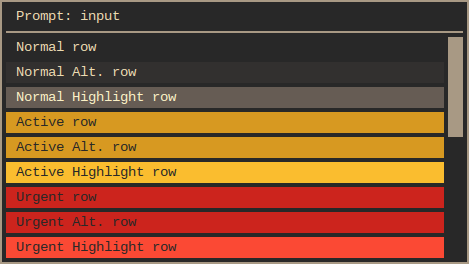 Prompt: input
Normal row
Normal Alt. row
Normal Highlight row
Active row
Active Alt. row
Active Highlight row
Urgent row
Urgent Alt. row
Urgent Highlight row